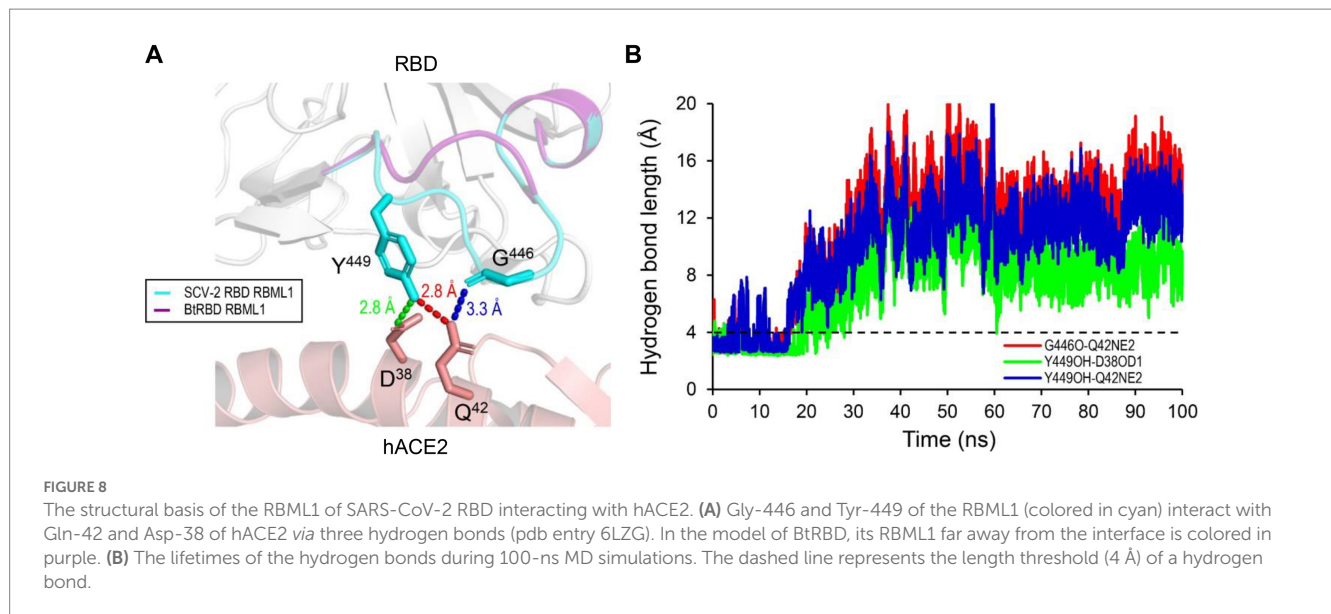 A
RBD
Y449
G446
2.8 Å
2.8 Å
3.3 Å
SCV-2 RBD RBML1
BtRBD RBML1
D38
Q42
hACE2
B
Hydrogen bond length (Å)
20
16
12
8
4
0
G446O-Q42NE2
Y449OH-D38OD1
Y449OH-Q42NE2
0 10 20 30 40 50 60 70 80 90 100
Time (ns)
FIGURE 8
The structural basis of the RBML1 of SARS-CoV-2 RBD interacting with hACE2. (A) Gly-446 and Tyr-449 of the RBML1 (colored in cyan) interact with
Gln-42 and Asp-38 of hACE2 via three hydrogen bonds (pdb entry 6LZG). In the model of BtRBD, its RBML1 far away from the interface is colored in
purple. (B) The lifetimes of the hydrogen bonds during 100-ns MD simulations. The dashed line represents the length threshold (4 Å) of a hydrogen
bond.